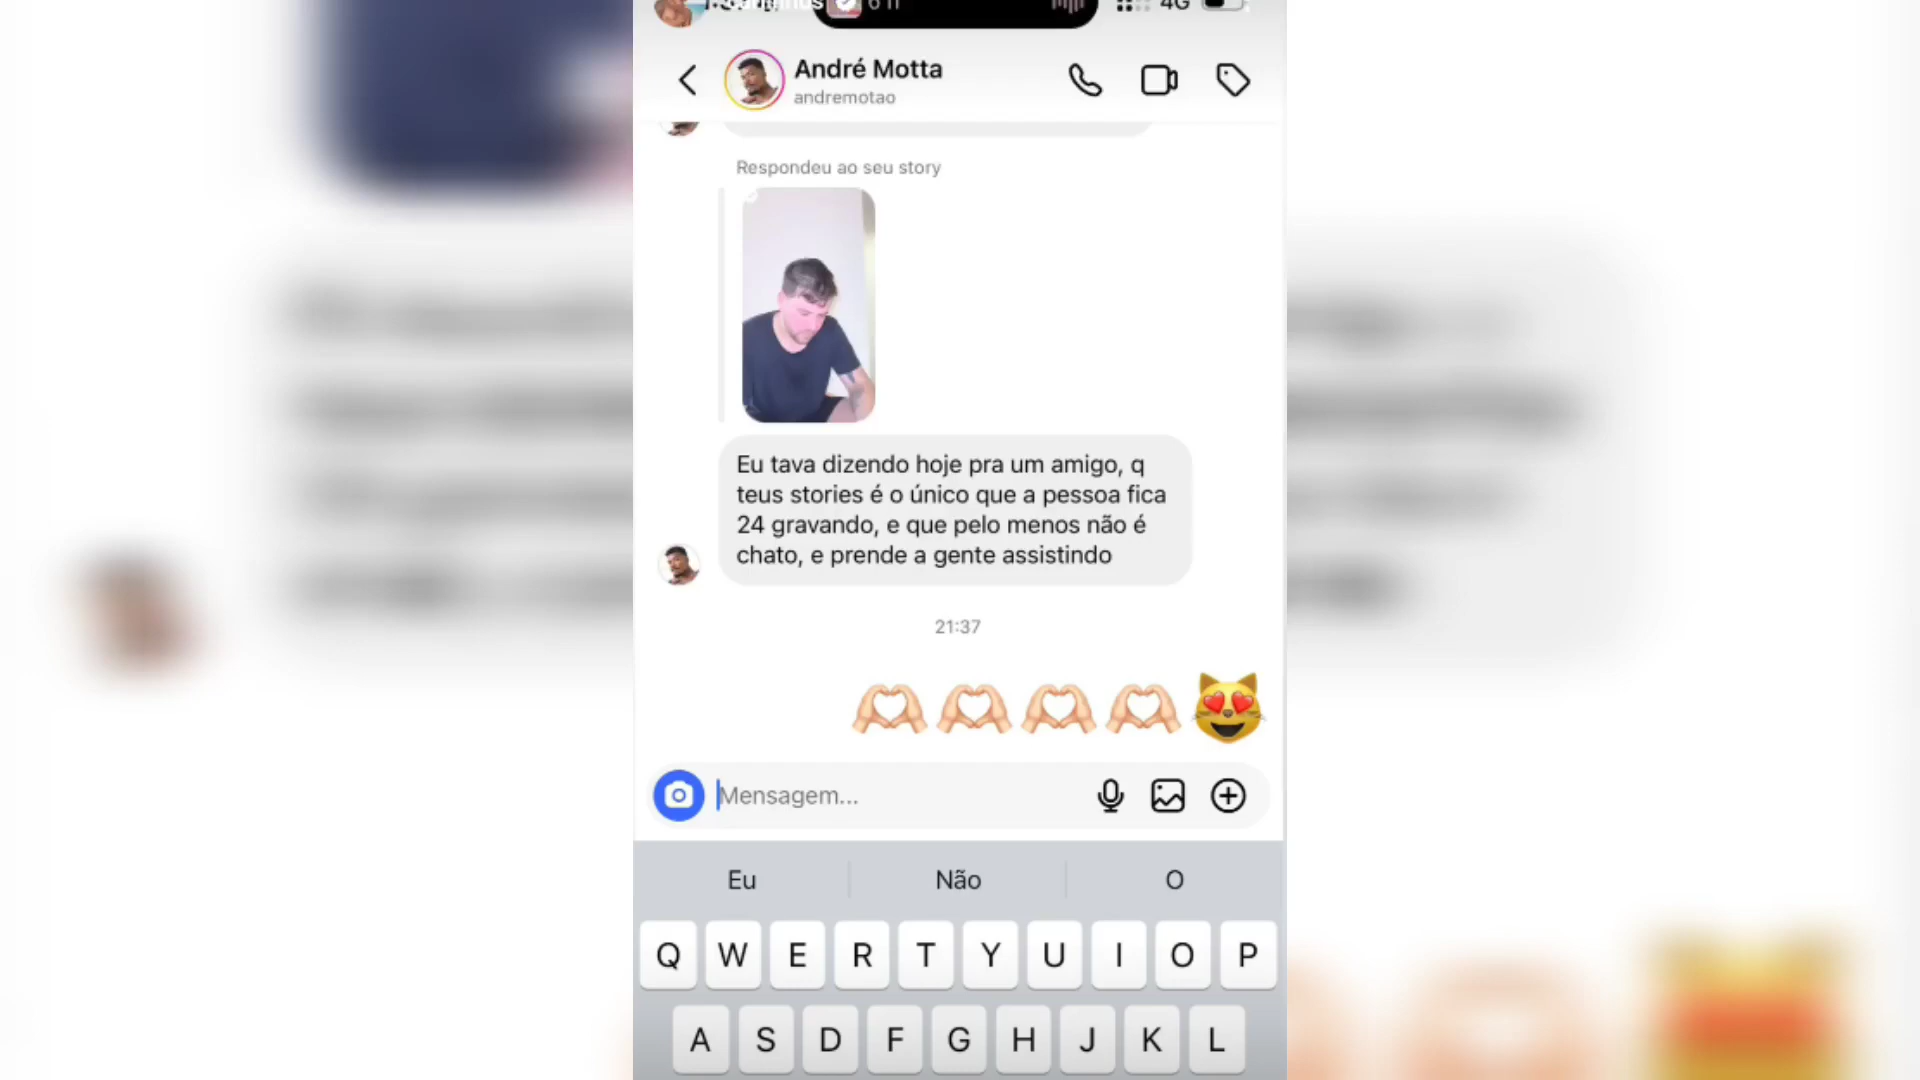 4G
André Motta
andremotao
Respondeu ao seu story
Eu tava dizendo hoje pra um amigo, q
teus stories é o único que a pessoa fica
24 gravando, e que pelo menos não é
chato, e prende a gente assistindo
21:37
Mensagem...
Eu Não O
Q W E R T Y U I O P
A S D F G H J K L